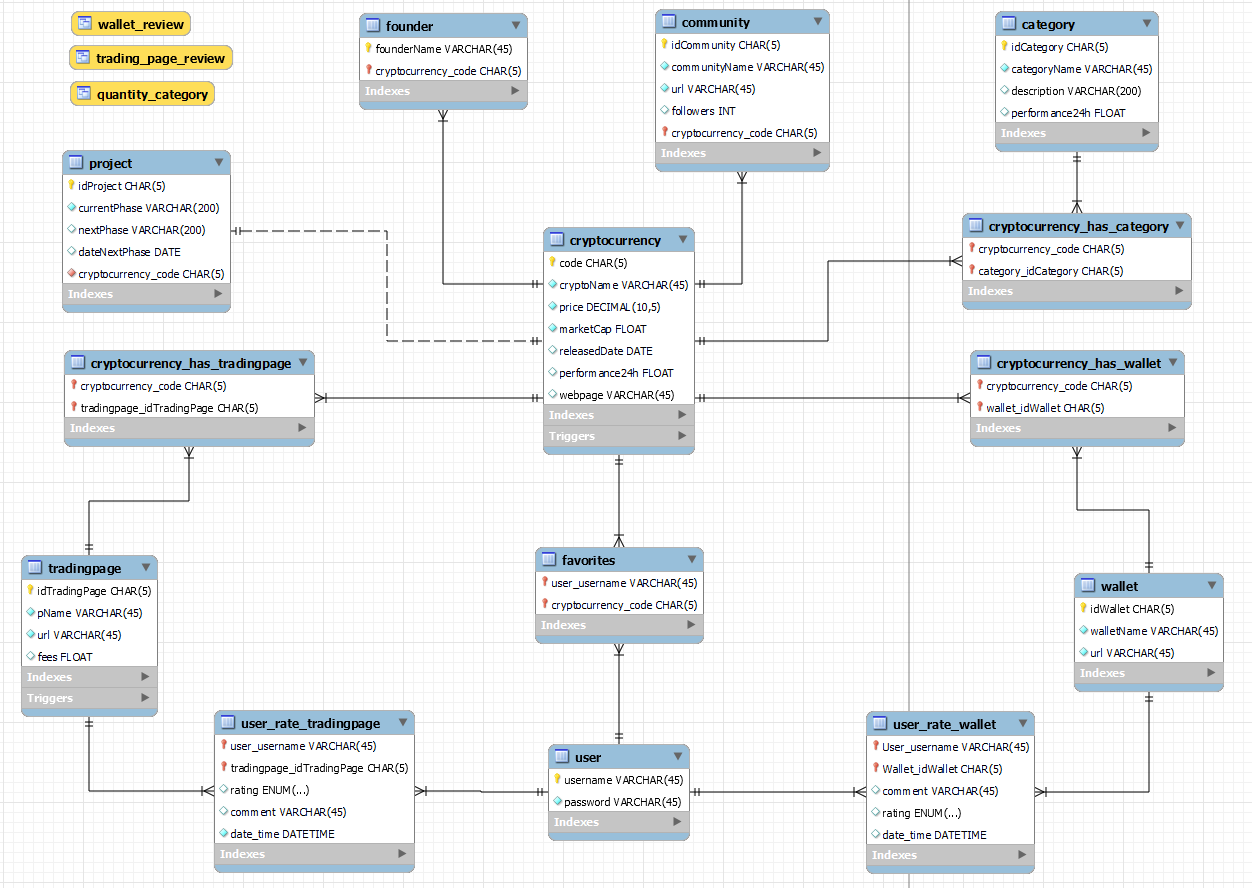 wallet_review
trading_page_review
quantity_category
founder
founderName VARCHAR(45)
cryptocurrency_code CHAR(5)
Indexes
community
idCommunity CHAR(5)
communityName VARCHAR(45)
url VARCHAR(45)
followers INT
cryptocurrency_code CHAR(5)
Indexes
category
idCategory CHAR(5)
categoryName VARCHAR(45)
description VARCHAR(200)
performance24h FLOAT
Indexes
project
idProject CHAR(5)
currentPhase VARCHAR(200)
nextPhase VARCHAR(200)
dateNextPhase DATE
cryptocurrency_code CHAR(5)
Indexes
cryptocurrency
code CHAR(5)
cryptoName VARCHAR(45)
price DECIMAL(10,5)
marketCap FLOAT
releasedDate DATE
performance24h FLOAT
webpage VARCHAR(45)
Indexes
Triggers
cryptocurrency_has_category
cryptocurrency_code CHAR(5)
category_idCategory CHAR(5)
Indexes
cryptocurrency_has_tradingpage
cryptocurrency_code CHAR(5)
tradingpage_idTradingPage CHAR(5)
Indexes
cryptocurrency_has_wallet
cryptocurrency_code CHAR(5)
wallet_idWallet CHAR(5)
Indexes
tradingpage
idTradingPage CHAR(5)
pName VARCHAR(45)
url VARCHAR(45)
fees FLOAT
Indexes
Triggers
favorites
user_username VARCHAR(45)
cryptocurrency_code CHAR(5)
Indexes
wallet
idWallet CHAR(5)
walletName VARCHAR(45)
url VARCHAR(45)
Indexes
user_rate_tradingpage
user_username VARCHAR(45)
tradingpage_idTradingPage CHAR(5)
rating ENUM(...)
comment VARCHAR(45)
date_time DATETIME
Indexes
user
username VARCHAR(45)
password VARCHAR(45)
Indexes
user_rate_wallet
User_username VARCHAR(45)
Wallet_idWallet CHAR(5)
comment VARCHAR(45)
rating ENUM(...)
date_time DATETIME
Indexes